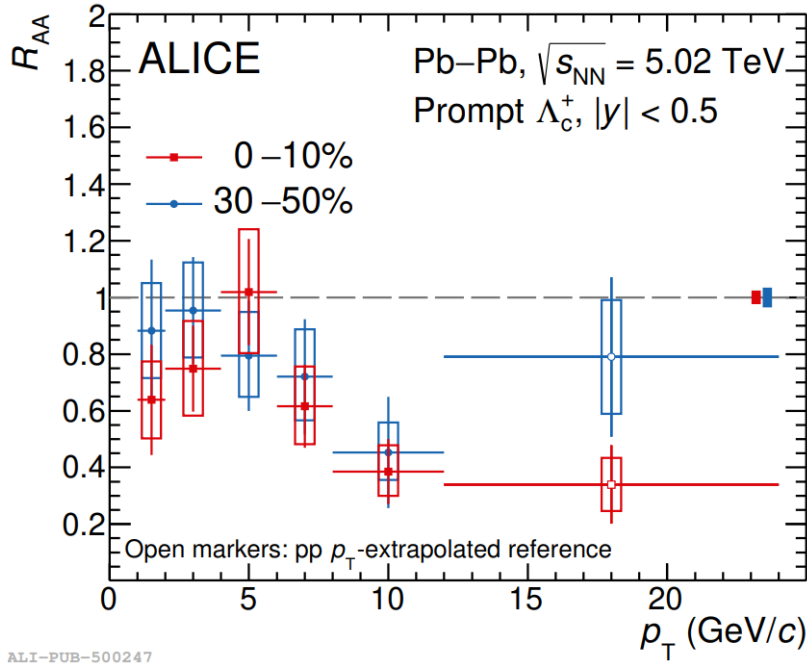 R_AA
2
1.8
1.6
1.4
1.2
1
0.8
0.6
0.4
0.2
ALICE
Pb−Pb, √s_NN = 5.02 TeV
Prompt Λ_c^+, |y| < 0.5
0 −10%
30 −50%
Open markers: pp p_T-extrapolated reference
0 5 10 15 20
p_T (GeV/c)
ALI−PUB−500247